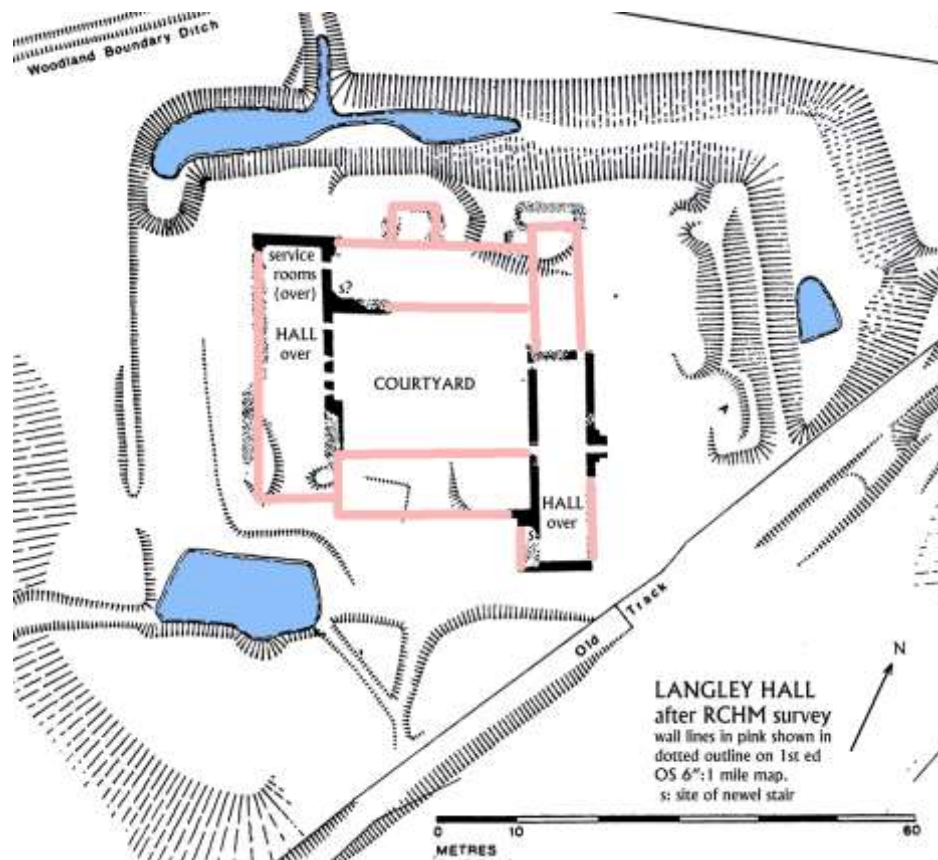 Woodland Boundary Ditch
service
rooms
(over)
s?
HALL
over
COURTYARD
HALL
over
s
Old Track
N
LANGLEY HALL
after RCHM survey
wall lines in pink shown in
dotted outline on 1st ed
OS 6":1 mile map.
s: site of newel stair
0 10 60
METRES